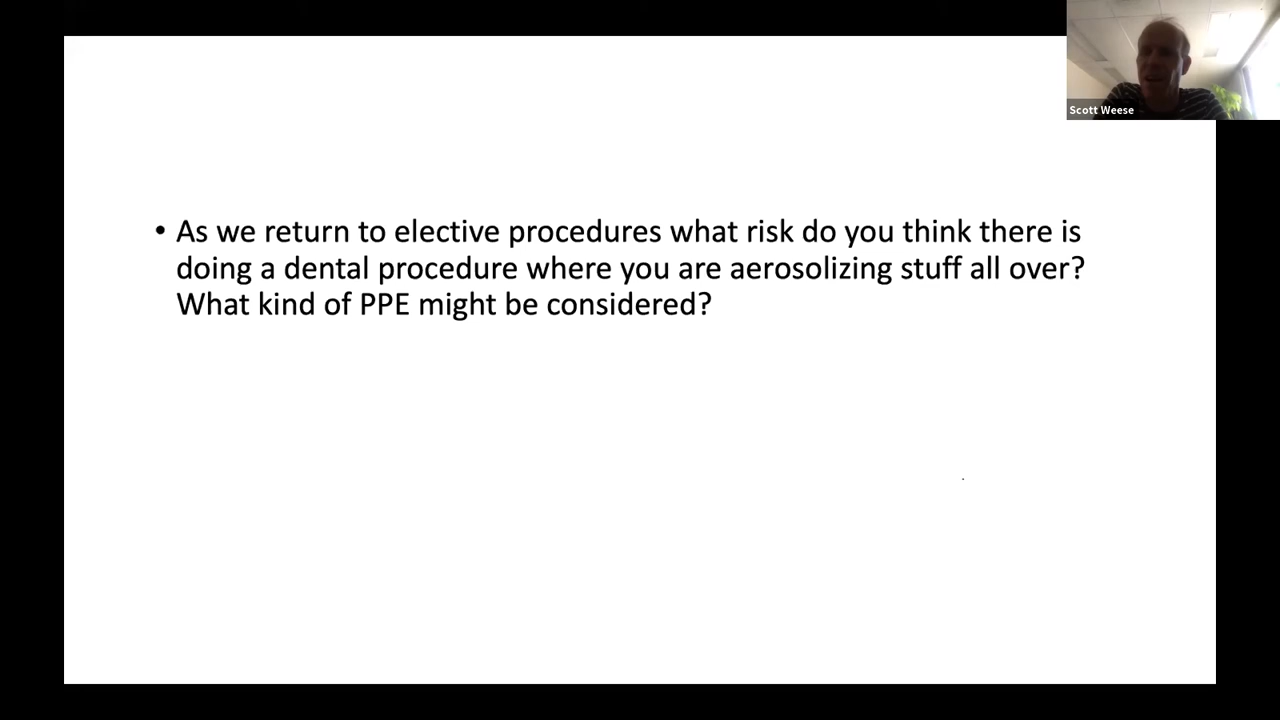 Scott Weese
• As we return to elective procedures what risk do you think there is
doing a dental procedure where you are aerosolizing stuff all over?
What kind of PPE might be considered?